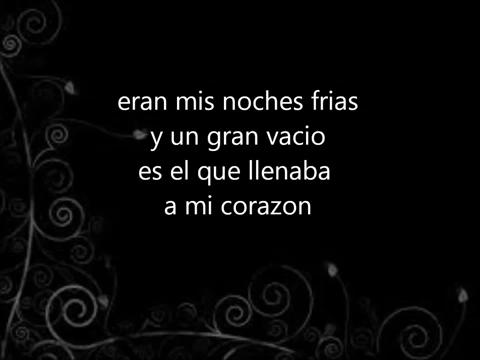 eran mis noches frias
y un gran vacio
es el que llenaba
a mi corazon